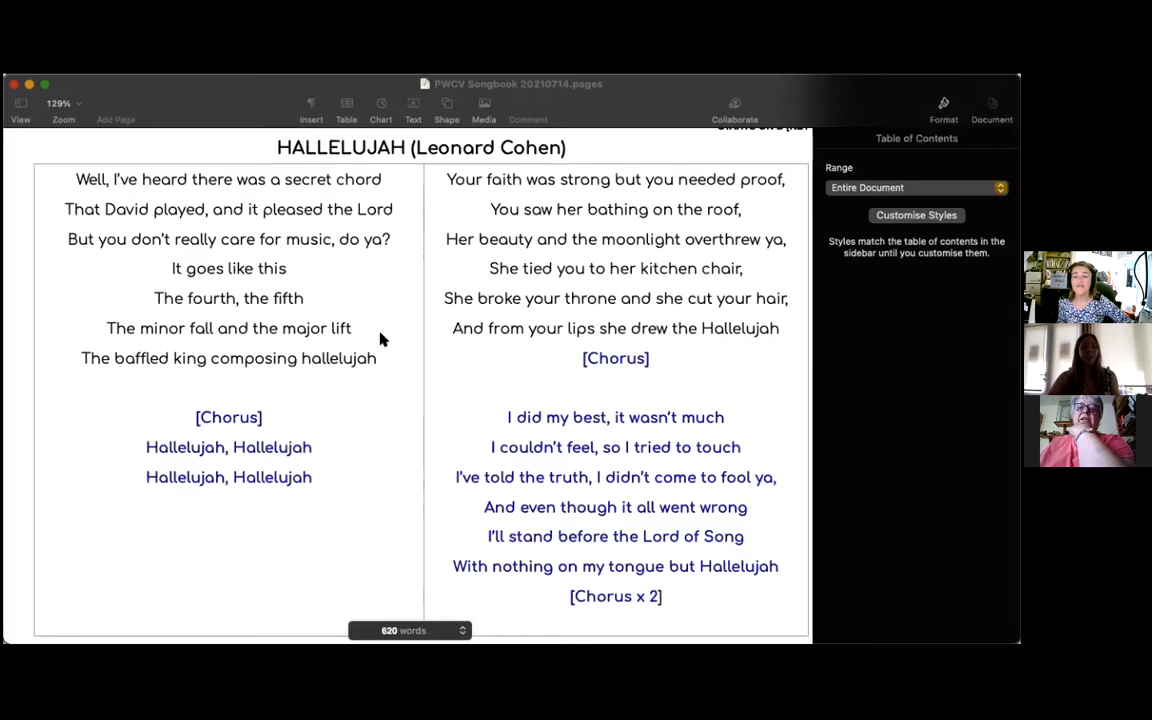 PWCV Songbook 20210714.pages
129%
View
Zoom
Add Page
Insert
Table
Chart
Text
Shape
Media
Comment
Collaborate
Format
Document
HALLELUJAH (Leonard Cohen)
Well, I've heard there was a secret chord
That David played, and it pleased the Lord
But you don't really care for music, do ya?
It goes like this
The fourth, the fifth
The minor fall and the major lift
The baffled king composing hallelujah
[Chorus]
Hallelujah, Hallelujah
Hallelujah, Hallelujah
Your faith was strong but you needed proof,
You saw her bathing on the roof,
Her beauty and the moonlight overthrew ya,
She tied you to her kitchen chair,
She broke your throne and she cut your hair,
And from your lips she drew the Hallelujah
[Chorus]
I did my best, it wasn't much
I couldn't feel, so I tried to touch
I've told the truth, I didn't come to fool ya,
And even though it all went wrong
I'll stand before the Lord of Song
With nothing on my tongue but Hallelujah
[Chorus x 2]
620 words
Table of Contents
Range
Entire Document
Customise Styles
Styles match the table of contents in the
sidebar until you customise them.